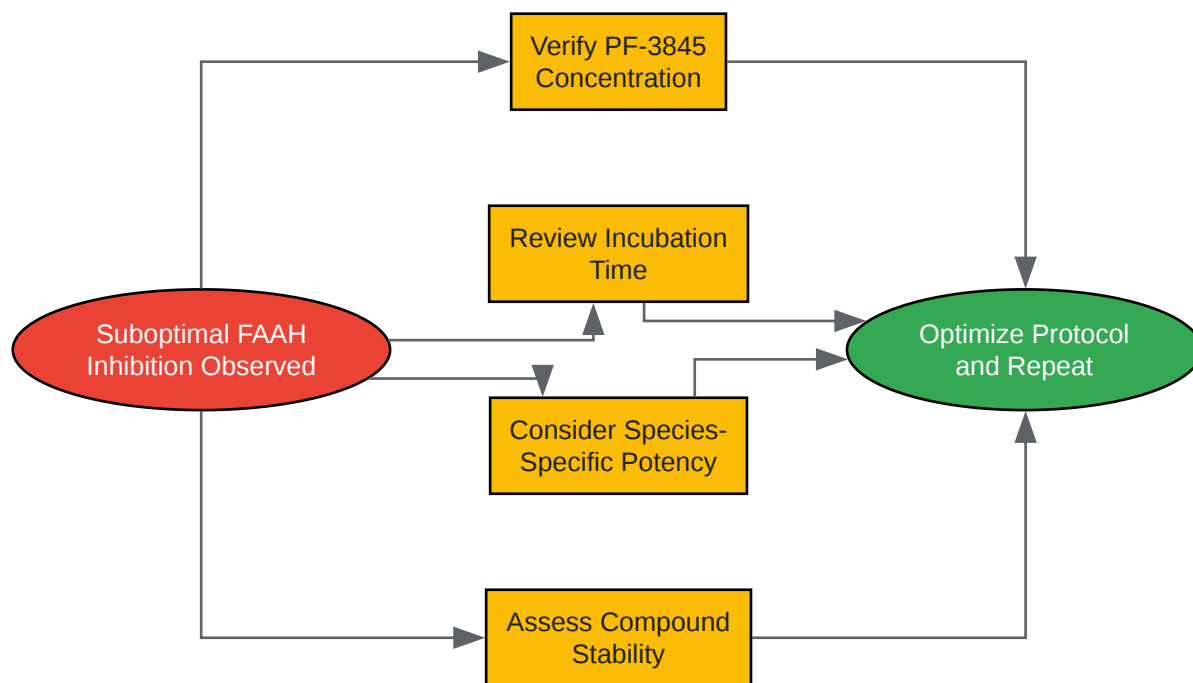 Verify PF-3845
Concentration
Review Incubation
Time
Suboptimal FAAH
Inhibition Observed
Optimize Protocol
and Repeat
Consider Species-
Specific Potency
Assess Compound
Stability